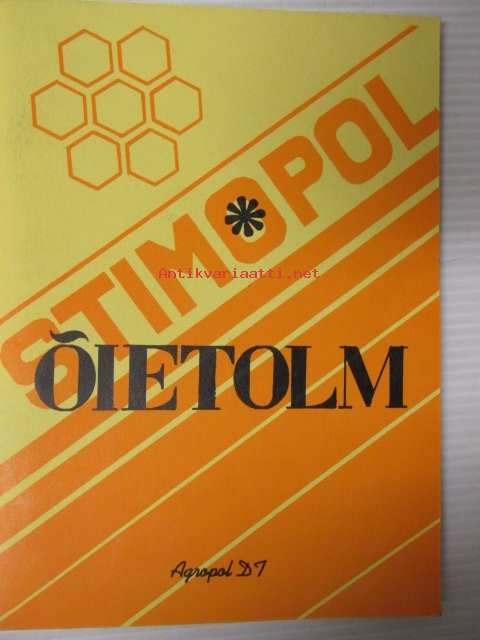 STIMOPOL
Antikvariaatti.net
ÕIETOLM
Agropol DT